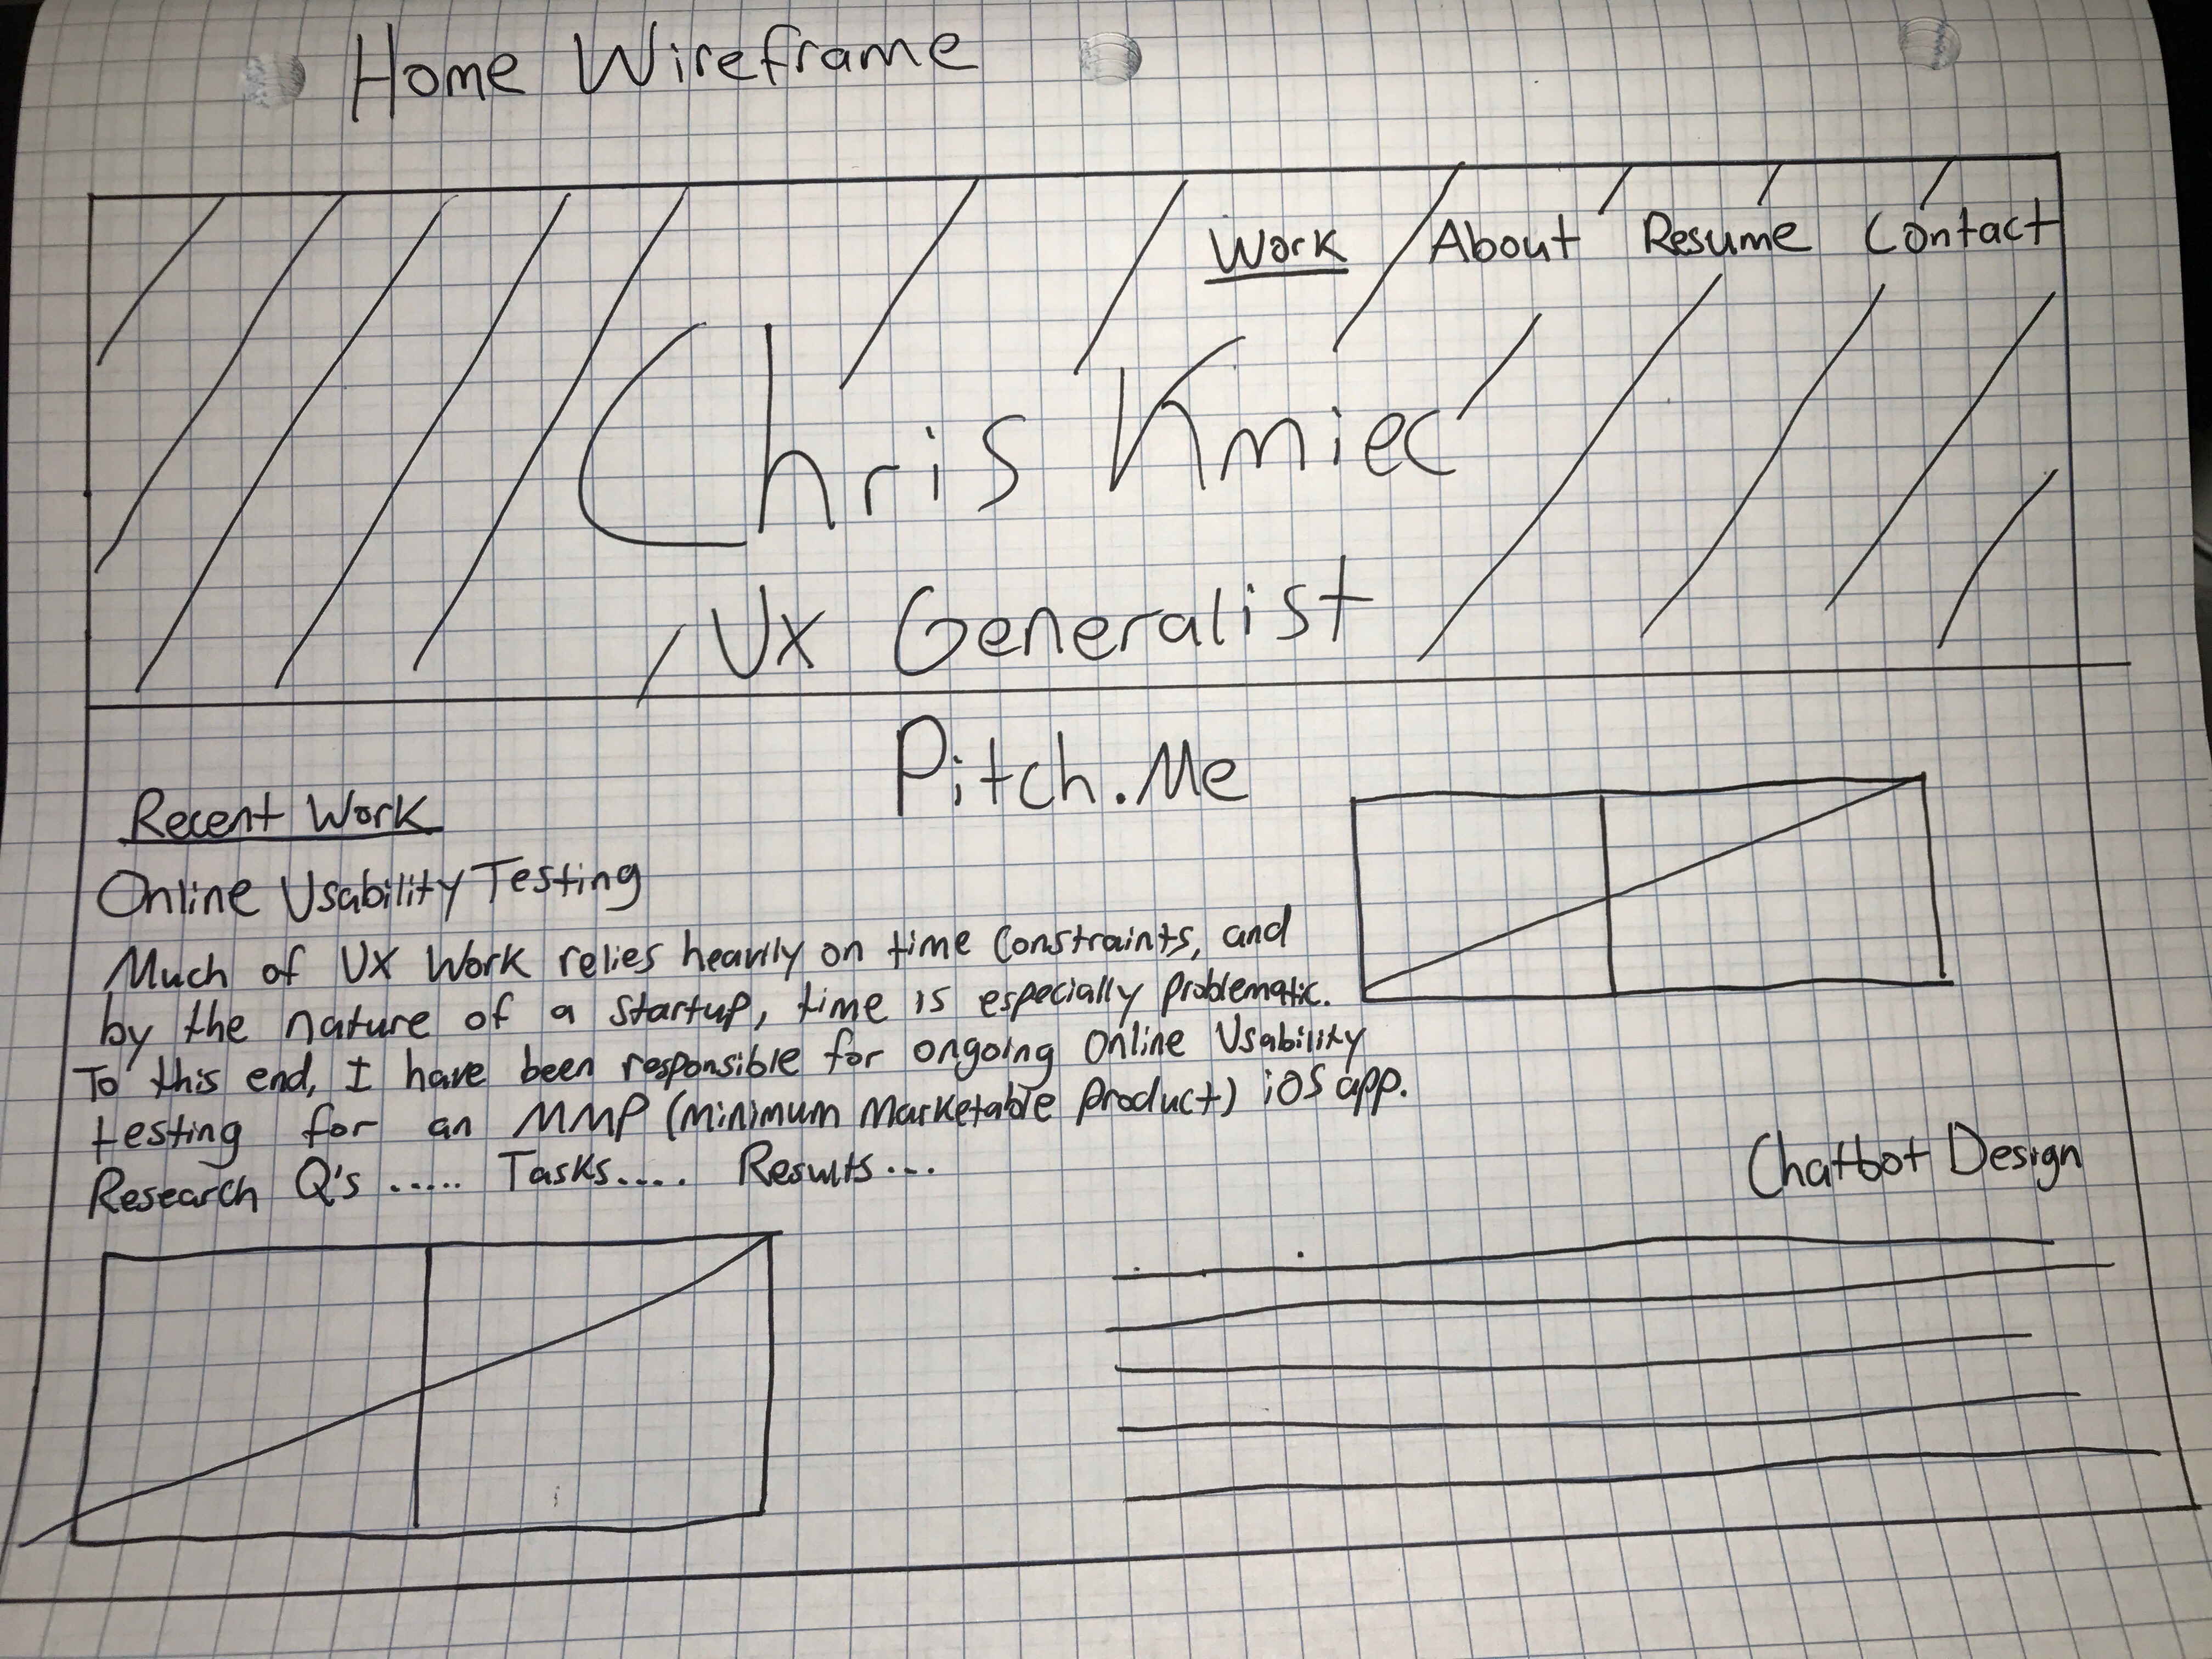 Home Wireframe
Work About Resume Contact
Chris Kmiec
UX Generalist
Pitch.Me
Recent Work
Online Usability Testing
Much of UX Work relies heavily on time constraints, and
by the nature of a startup, time is especially problematic.
To this end, I have been responsible for ongoing online Usability
testing for an MMP (minimum marketable product) iOS app.
Research Q's ..... Tasks.... Results...
Chatbot Design